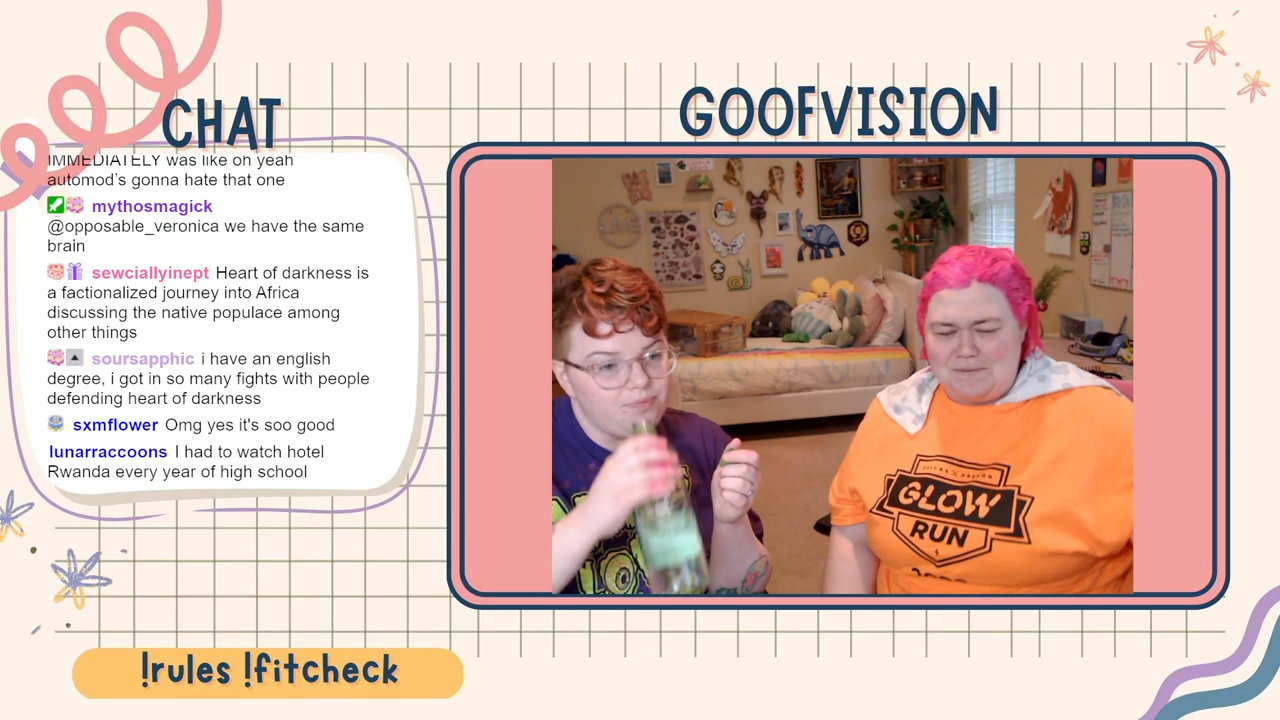 CHAT
GOOFVISION
IMMEDIATELY was like oh yeah
automod's gonna hate that one
mythosmagick
@opposable_veronica we have the same
brain
sewciallyinept Heart of darkness is
a factionalized journey into Africa
discussing the native populace among
other things
soursapphic i have an english
degree, i got in so many fights with people
defending heart of darkness
sxmflower Omg yes it's soo good
lunarraccoons I had to watch hotel
Rwanda every year of high school
GLOW
RUN
!rules !fitcheck